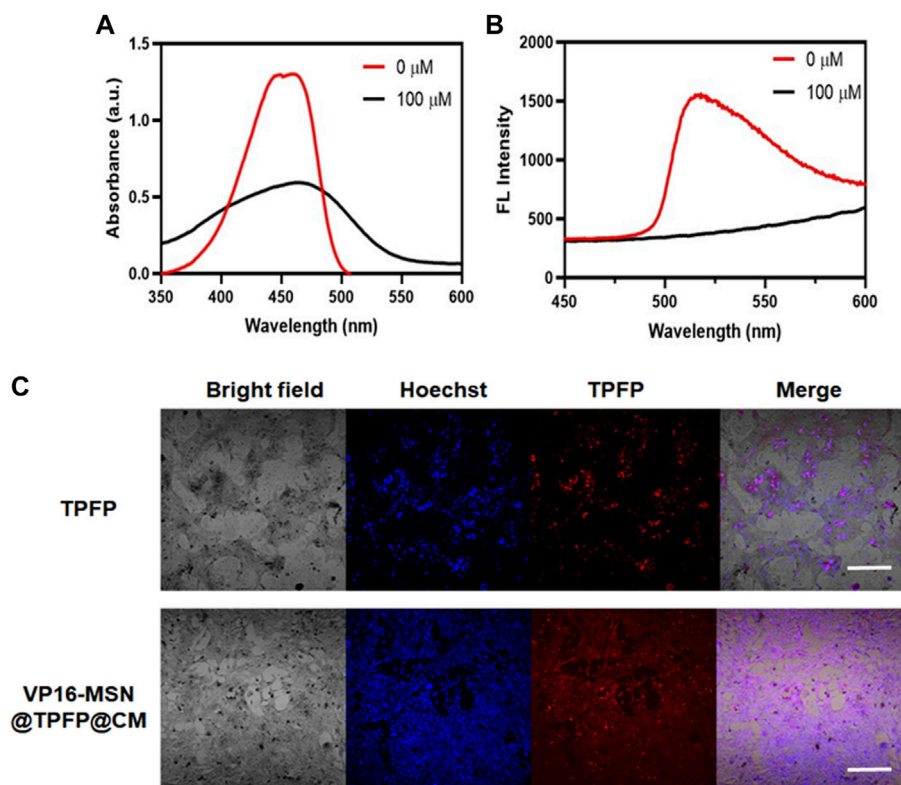 A
1.5
1.0
0.5
0.0
Absorbance (a.u.)
0 μM
100 μM
350 400 450 500 550 600
Wavelength (nm)
B
2000
1500
1000
500
0
FL Intensity
0 μM
100 μM
450 500 550 600
Wavelength (nm)
C
Bright field Hoechst TPFP Merge
TPFP
VP16-MSN
@TPFP@CM